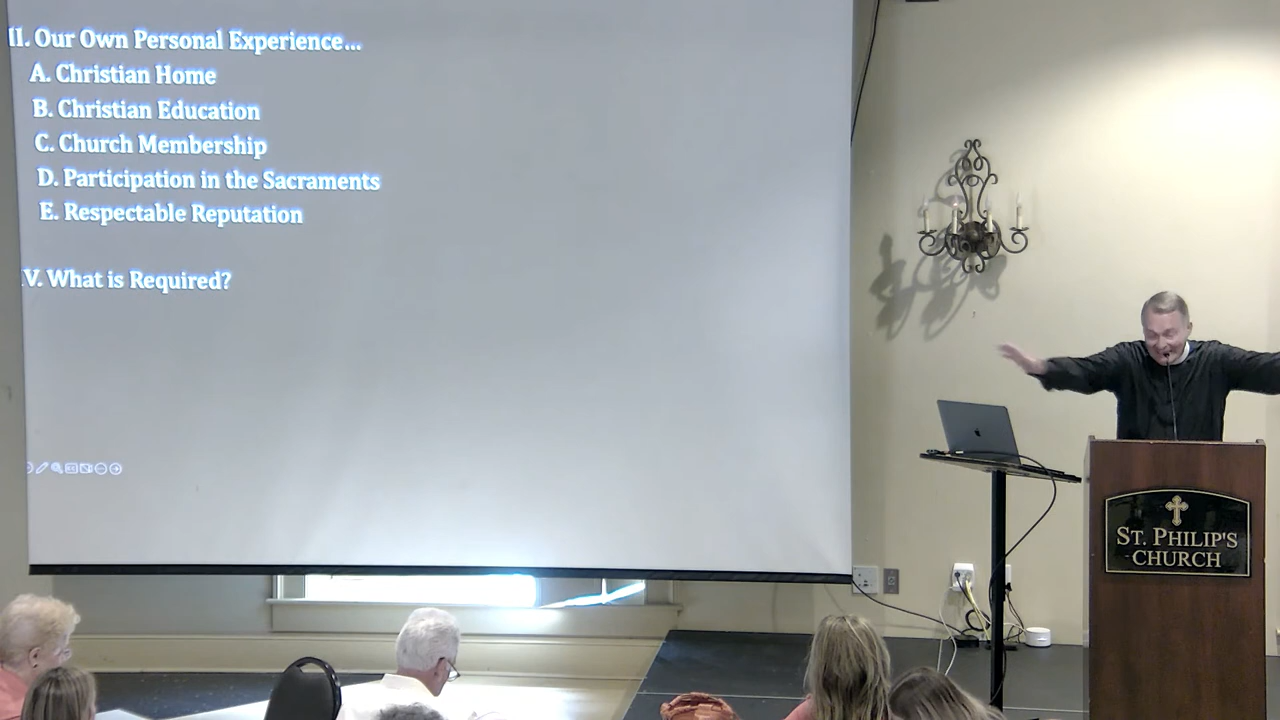 II. Our Own Personal Experience...
A. Christian Home
B. Christian Education
C. Church Membership
D. Participation in the Sacraments
E. Respectable Reputation
V. What is Required?
ST. PHILIP'S
CHURCH